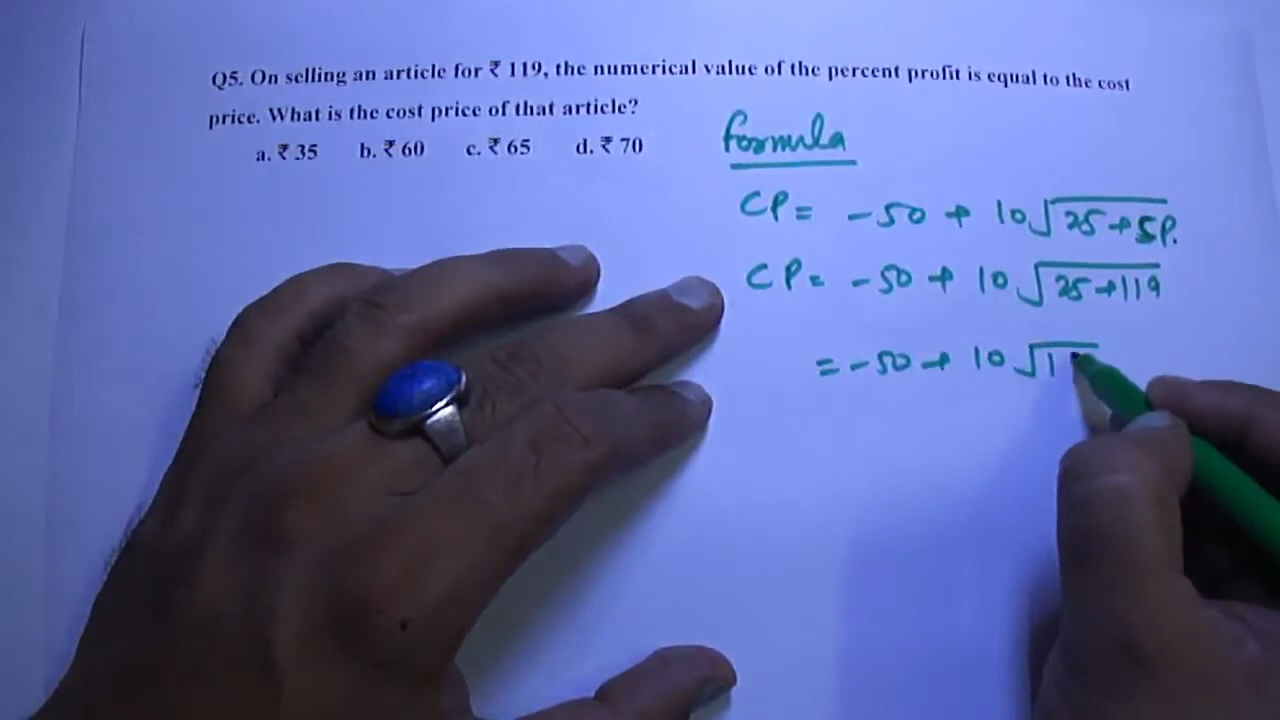 Q5. On selling an article for ₹ 119, the numerical value of the percent profit is equal to the cost
price. What is the cost price of that article?
a. ₹ 35 b. ₹ 60 c. ₹ 65 d. ₹ 70
Formula
CP = -50 + 10√25+SP.
CP = -50 + 10√25+119
= -50 + 10√1